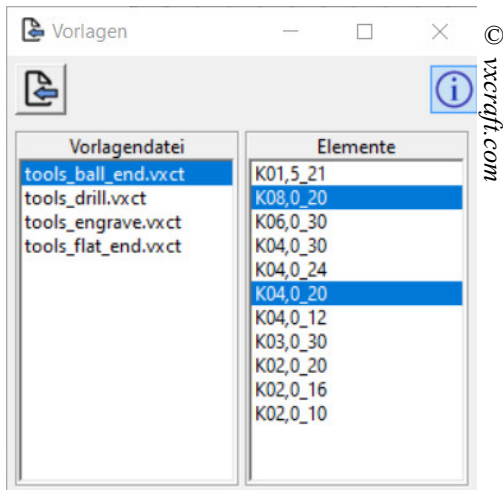 Vorlagen
© vxcraft.com
Vorlagendatei
tools_ball_end.vxct
tools_drill.vxct
tools_engrave.vxct
tools_flat_end.vxct
Elemente
K01,5_21
K08,0_20
K06,0_30
K04,0_30
K04,0_24
K04,0_20
K04,0_12
K03,0_30
K02,0_20
K02,0_16
K02,0_10